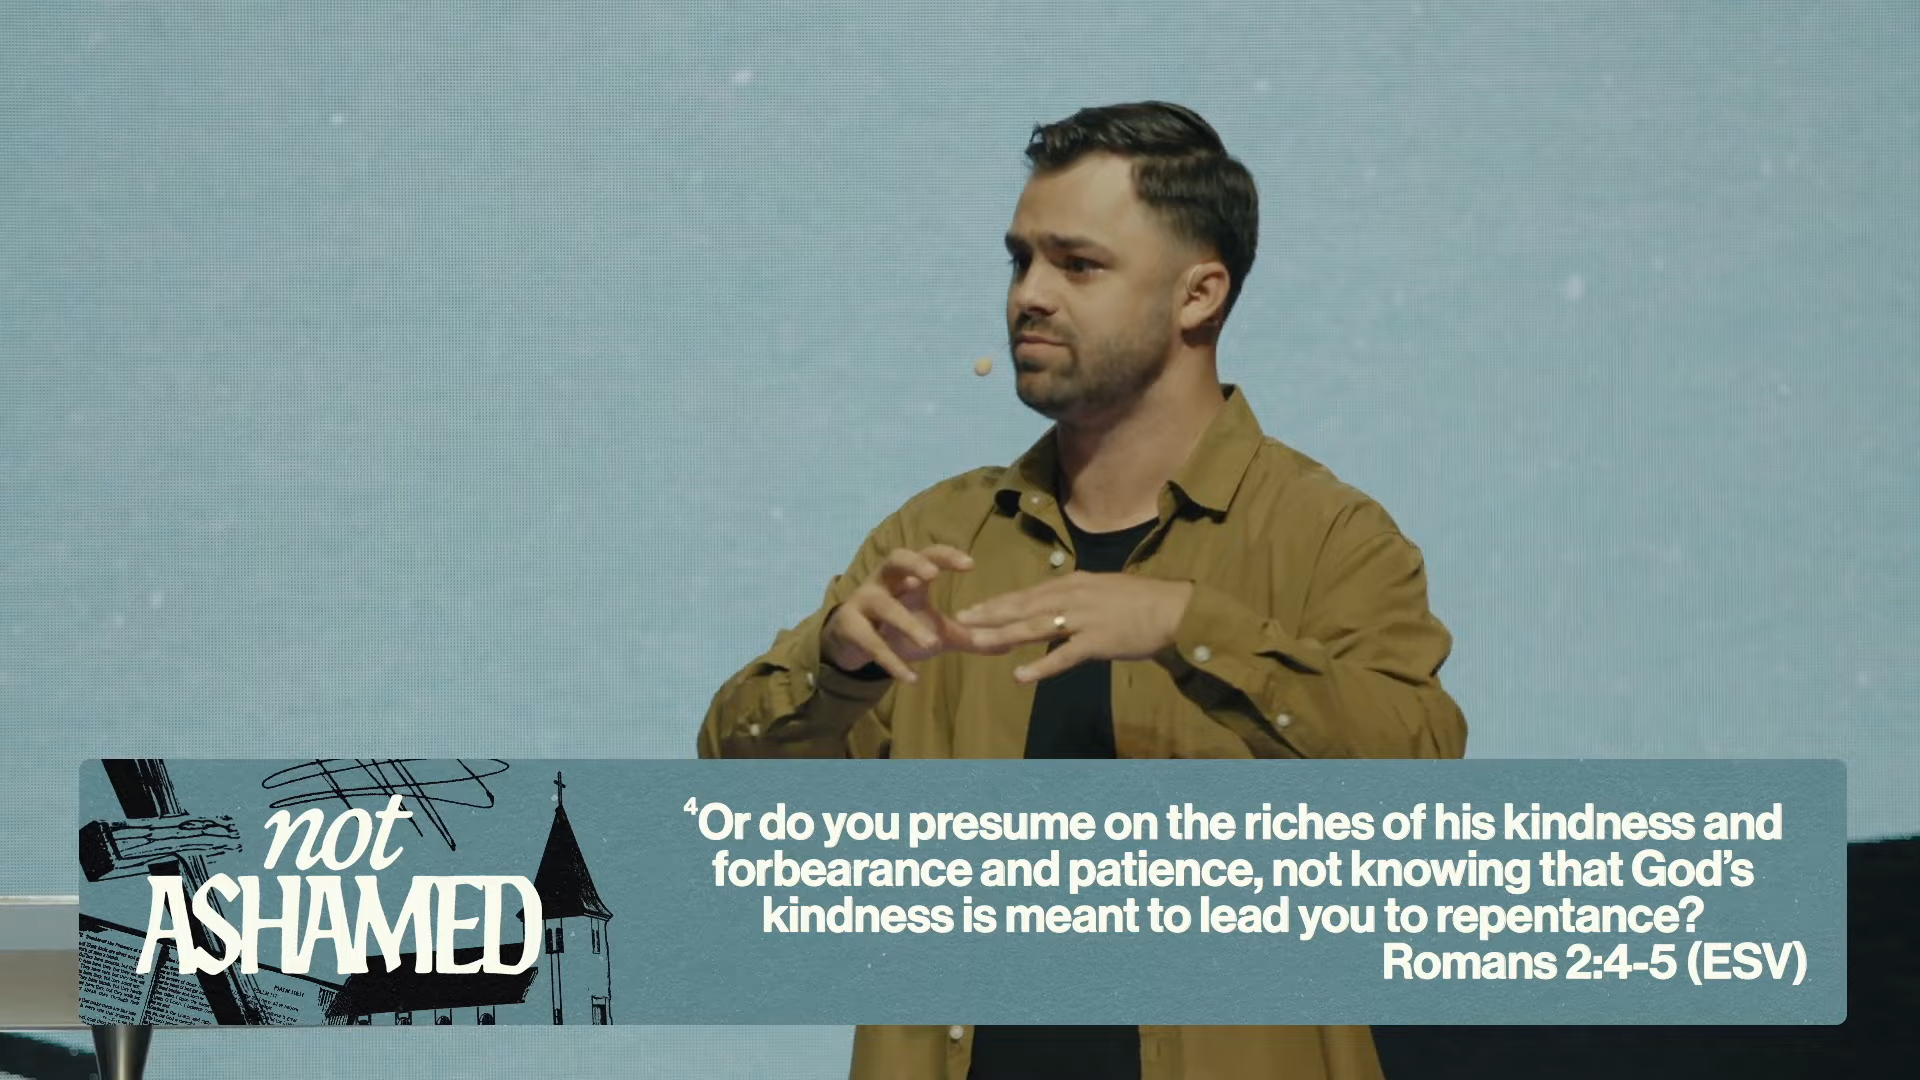 not
ASHAMED
⁴Or do you presume on the riches of his kindness and
forbearance and patience, not knowing that God’s
kindness is meant to lead you to repentance?
Romans 2:4-5 (ESV)